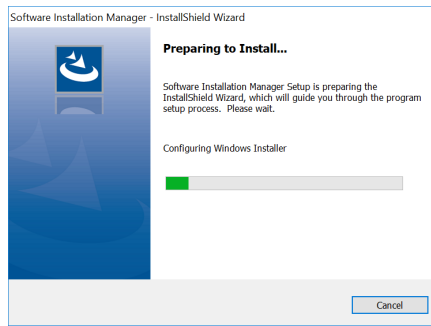 Software Installation Manager - InstallShield Wizard
Preparing to Install...
Software Installation Manager Setup is preparing the
InstallShield Wizard, which will guide you through the program
setup process.  Please wait.
Configuring Windows Installer
Cancel